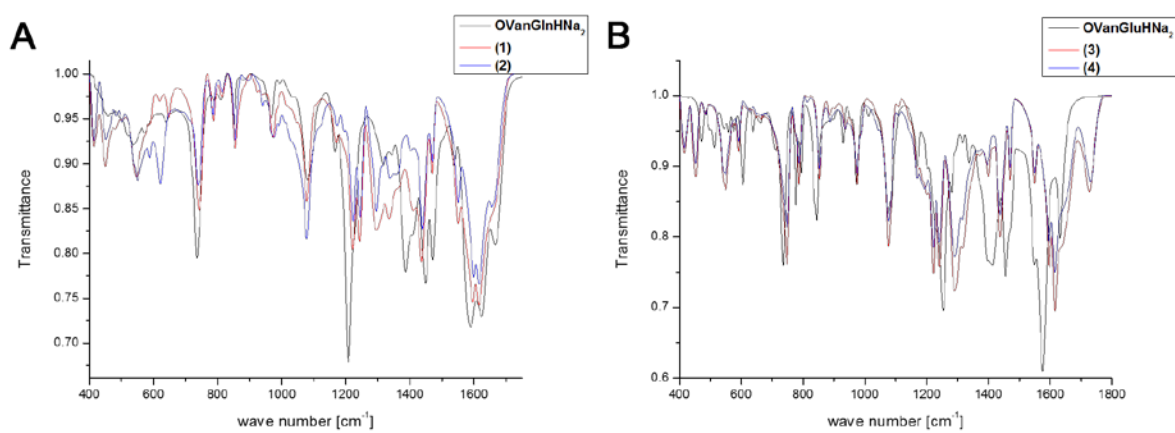 A
OVanGlnHNa2
(1)
(2)
1.00
0.95
0.90
0.85
0.80
0.75
0.70
Transmittance
400 600 800 1000 1200 1400 1600
wave number [cm-1]
B
OVanGluHNa2
(3)
(4)
1.0
0.9
0.8
0.7
0.6
Transmittance
400 600 800 1000 1200 1400 1600 1800
wave number [cm-1]